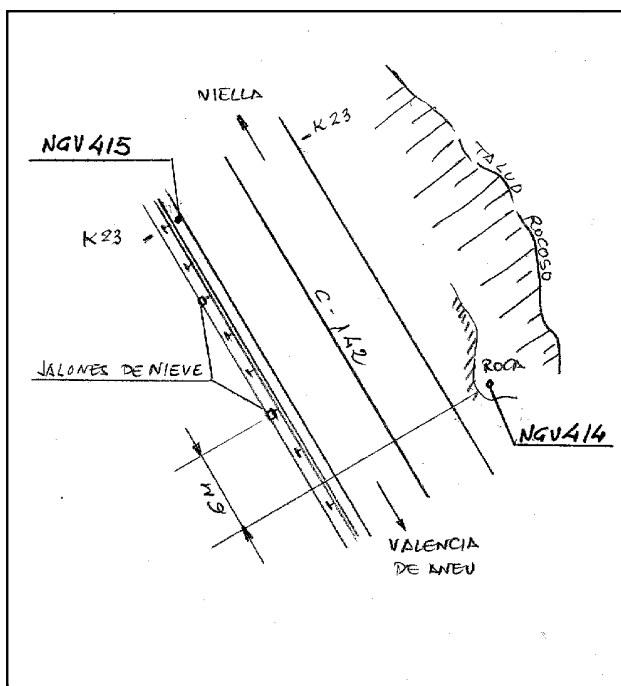 NIELLA
K23
NGV415
TALUD ROCOSO
K23
C-142
JALONES DE NIEVE
ROCA
NGV414
6M
VALENCIA
DE ANEU